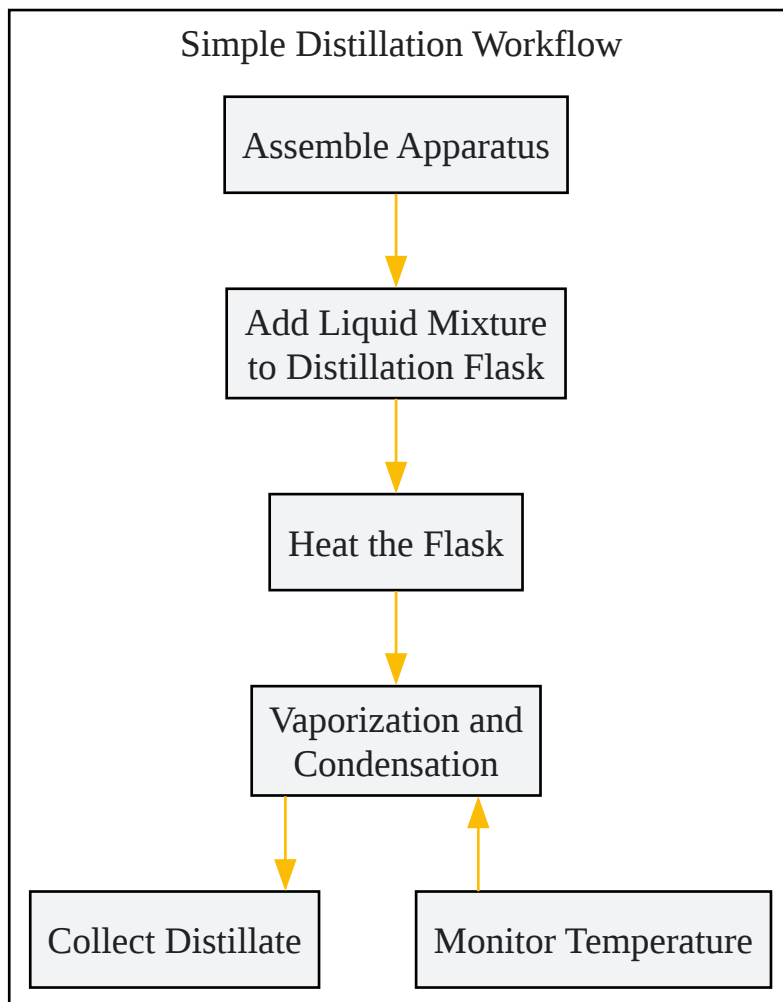 Simple Distillation Workflow
Assemble Apparatus
Add Liquid Mixture
to Distillation Flask
Heat the Flask
Vaporization and
Condensation
Collect Distillate
Monitor Temperature